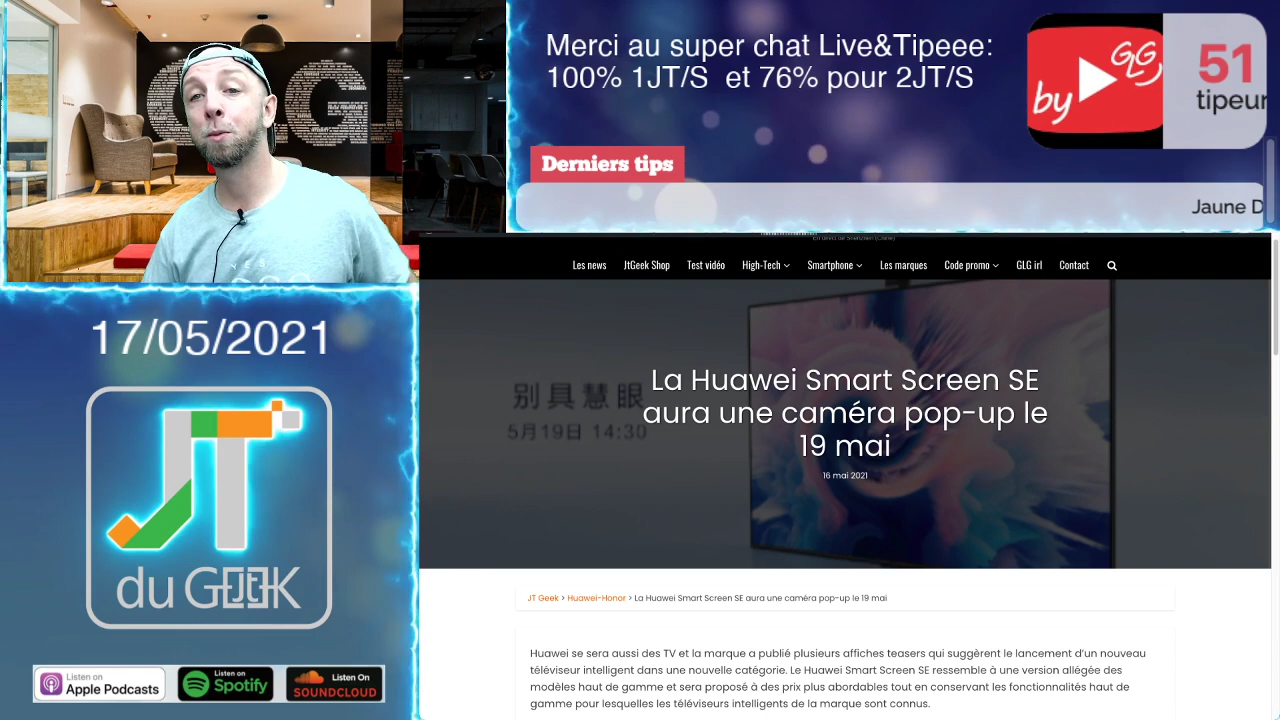 Merci au super chat Live&Tipeee:
100% 1JT/S er 76% pour 2JT/S
by GLG
51
tipeur
Derniers tips
Jaune D
YES,
17/05/2021
JT
du GEEK
Jt
Listen on
Apple Podcasts
Listen on
Spotify
Listen On
SOUNDCLOUD
En direct de Shenzhen (Chine)
Les news JtGeek Shop Test vidéo High-Tech Smartphone Les marques Code promo GLG irl Contact
别具慧眼
5月19日 14:30
La Huawei Smart Screen SE
aura une caméra pop-up le
19 mai
16 mai 2021
JT Geek > Huawei-Honor > La Huawei Smart Screen SE aura une caméra pop-up le 19 mai
Huawei se sera aussi des TV et la marque a publié plusieurs affiches teasers qui suggèrent le lancement d'un nouveau
téléviseur intelligent dans une nouvelle catégorie. Le Huawei Smart Screen SE ressemble à une version allégée des
modèles haut de gamme et sera proposé à des prix plus abordables tout en conservant les fonctionnalités haut de
gamme pour lesquelles les téléviseurs intelligents de la marque sont connus.